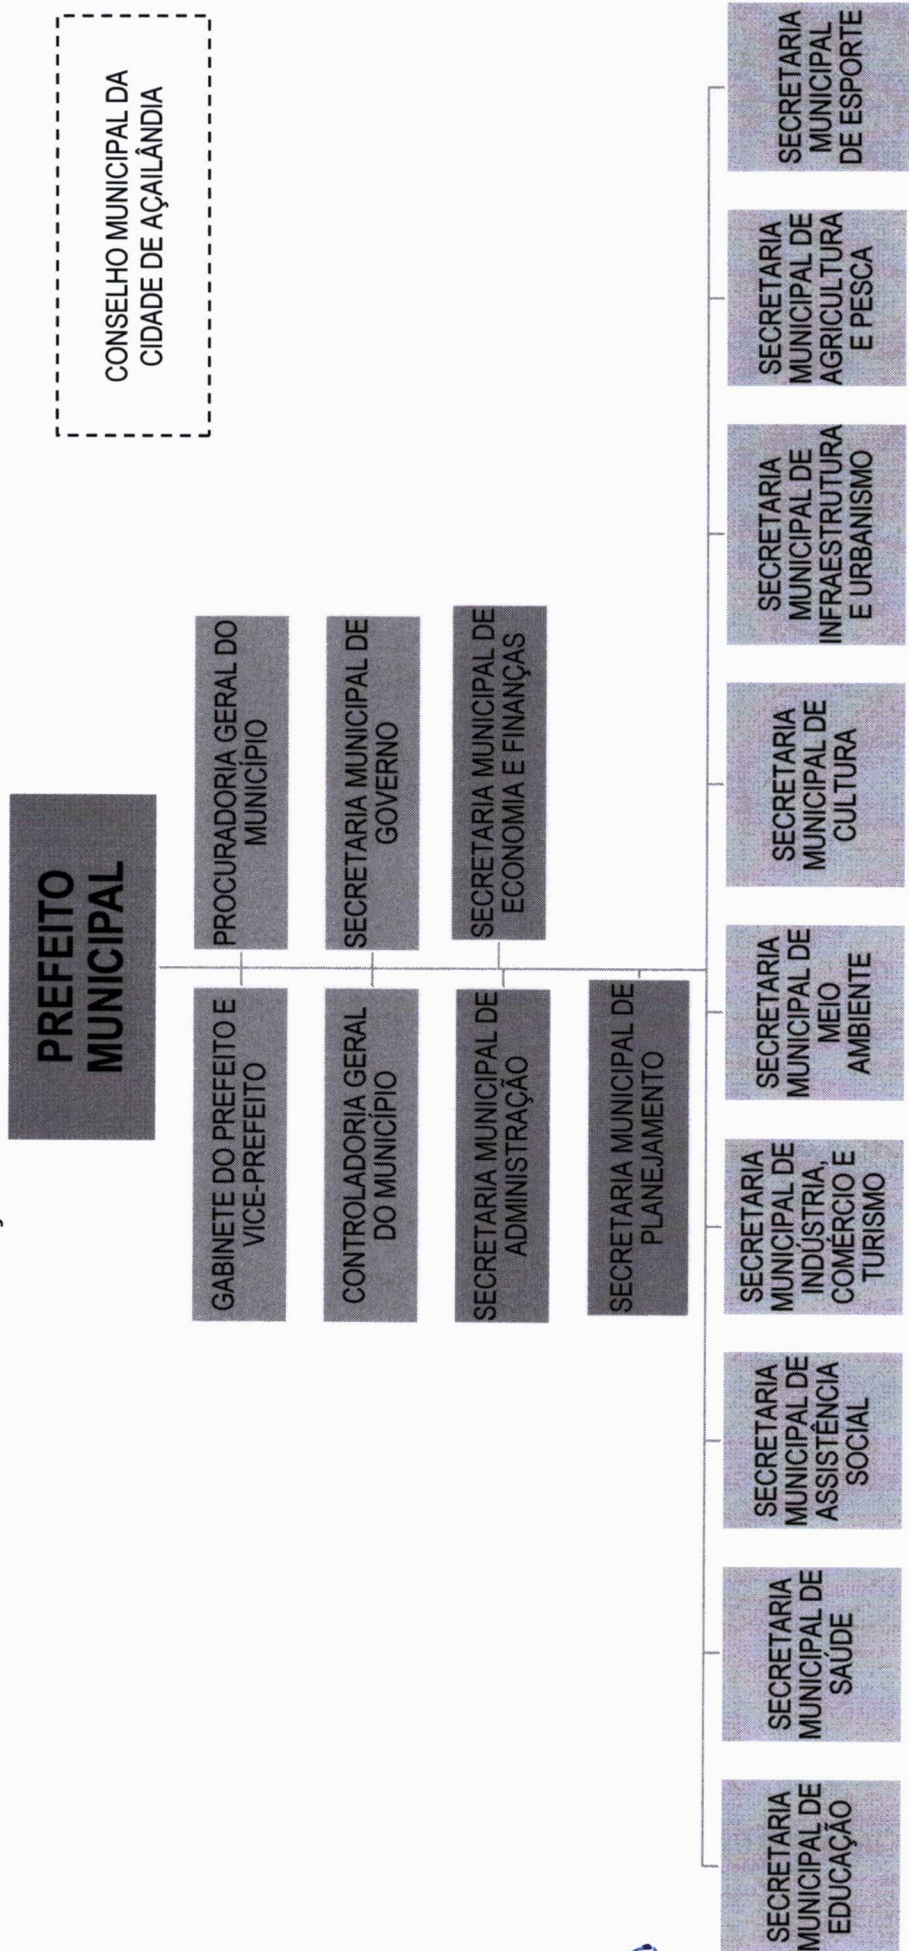 CONSELHO MUNICIPAL DA
CIDADE DE AÇAILÂNDIA
PREFEITO
MUNICIPAL
GABINETE DO PREFEITO E
VICE-PREFEITO
PROCURADORIA GERAL DO
MUNICÍPIO
CONTROLADORIA GERAL
DO MUNICÍPIO
SECRETARIA MUNICIPAL DE
GOVERNO
SECRETARIA MUNICIPAL DE
ADMINISTRAÇÃO
SECRETARIA MUNICIPAL DE
ECONOMIA E FINANÇAS
SECRETARIA MUNICIPAL DE
PLANEJAMENTO
SECRETARIA
MUNICIPAL DE
EDUCAÇÃO
SECRETARIA
MUNICIPAL DE
SAÚDE
SECRETARIA
MUNICIPAL DE
ASSISTÊNCIA
SOCIAL
SECRETARIA
MUNICIPAL DE
INDÚSTRIA,
COMÉRCIO E
TURISMO
SECRETARIA
MUNICIPAL DE
MEIO
AMBIENTE
SECRETARIA
MUNICIPAL DE
CULTURA
SECRETARIA
MUNICIPAL DE
INFRAESTRUTURA
E URBANISMO
SECRETARIA
MUNICIPAL DE
AGRICULTURA
E PESCA
SECRETARIA
MUNICIPAL
DE ESPORTE